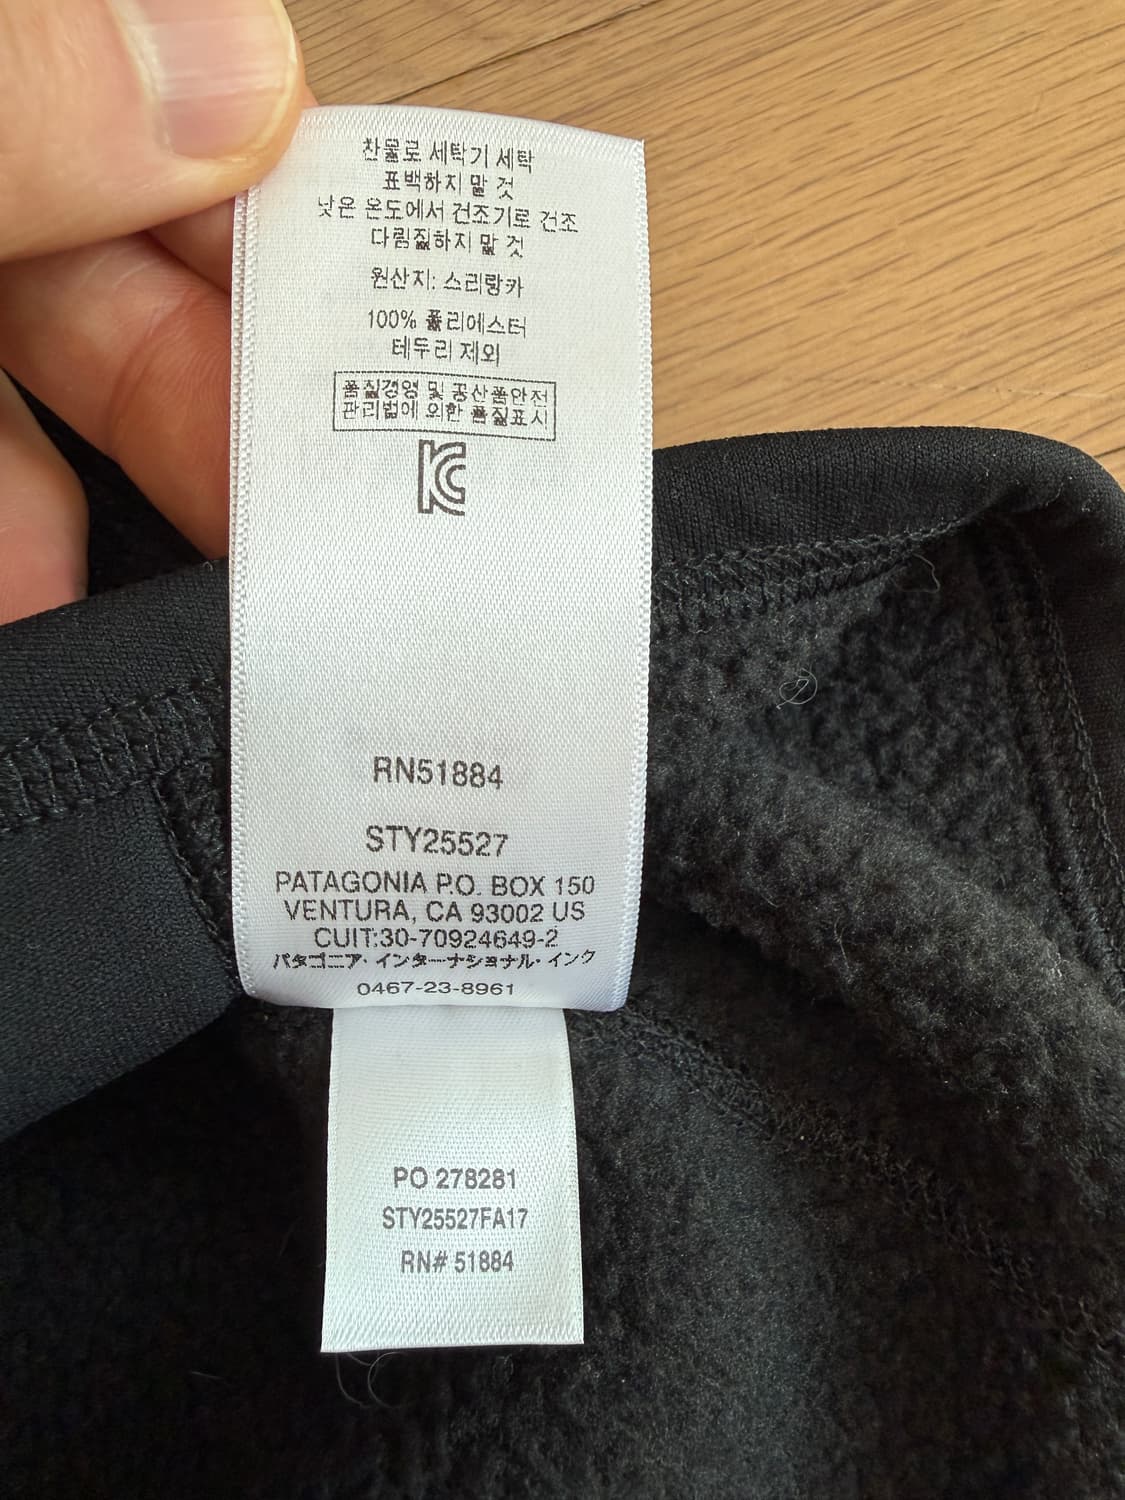 찬물로 세탁기 세탁
표백하지 말 것
낮은 온도에서 건조기로 건조
다림질하지 말 것
원산지: 스리랑카
100% 폴리에스터
테두리 제외
품질경영 및 공산품안전
관리법에 의한 품질표시
KC
RN51884
STY25527
PATAGONIA P.O. BOX 150
VENTURA, CA 93002 US
CUIT:30-70924649-2
パタゴニア・インターナショナル・インク
0467-23-8961
PO 278281
STY25527FA17
RN# 51884